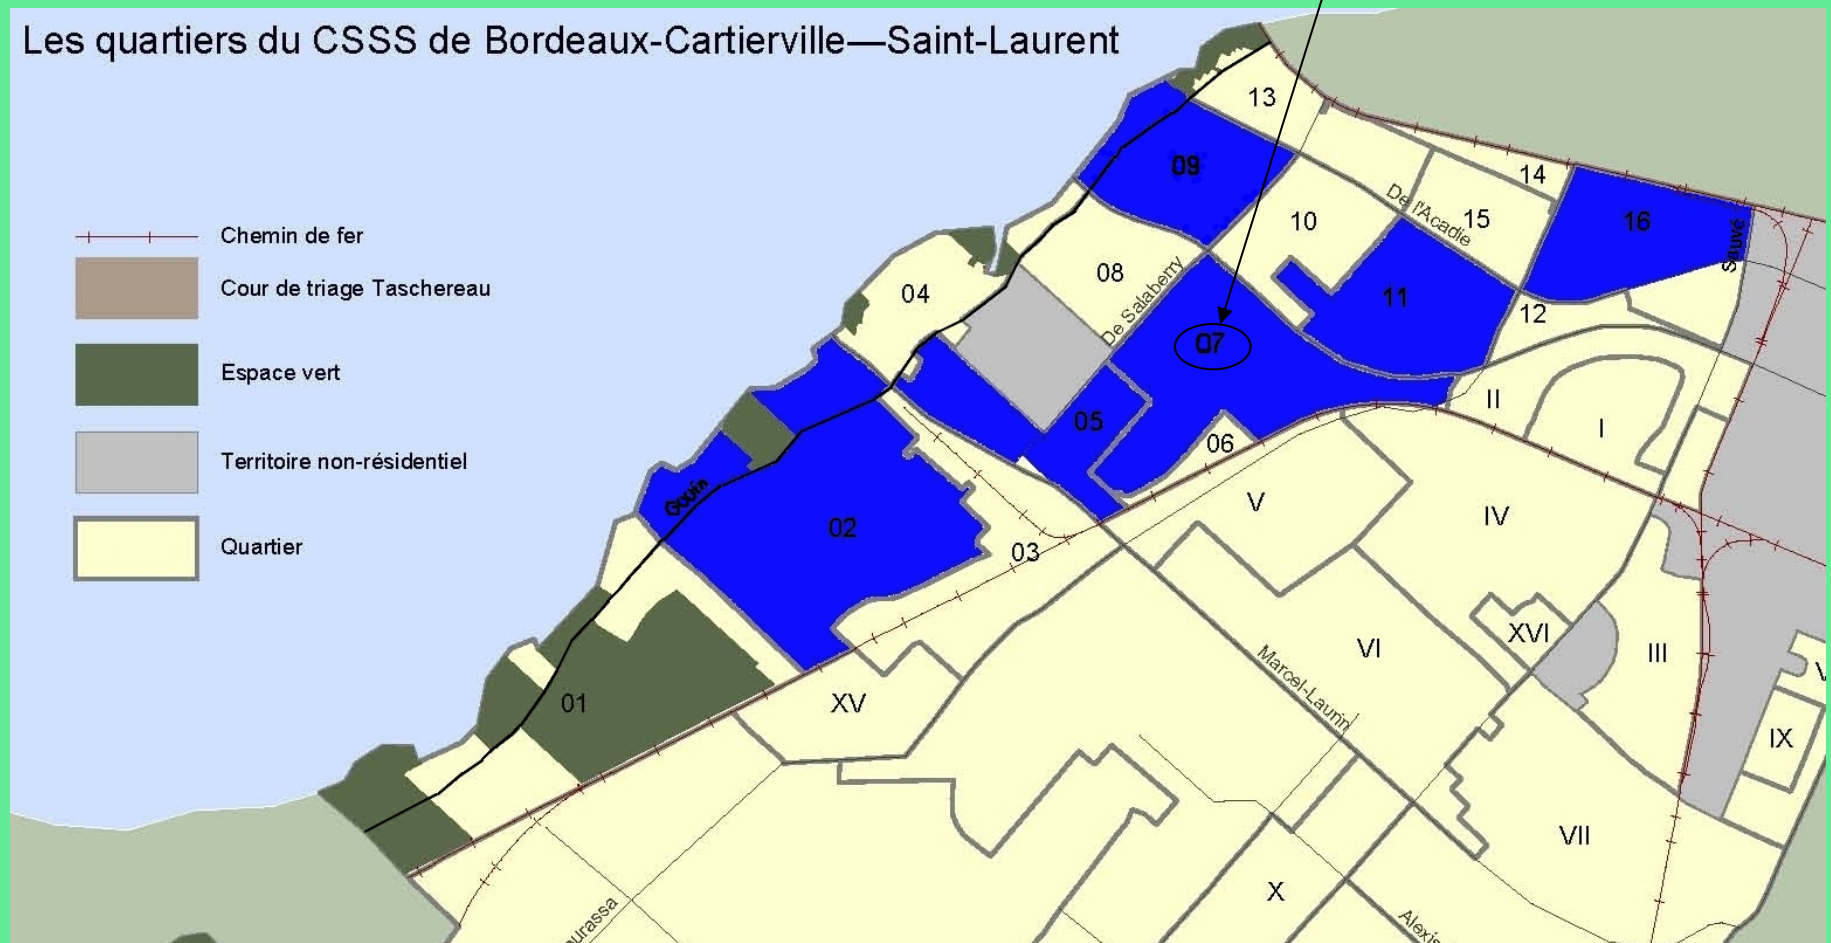 Les quartiers du CSSS de Bordeaux-Cartierville—Saint-Laurent
Chemin de fer
Cour de triage Taschereau
Espace vert
Territoire non-résidentiel
Quartier
13
09
14
De l'Acadie
15
16
Sauvé
10
08
De Salaberry
04
11
12
07
05
06
II
I
Gouin
02
03
V
IV
XVI
III
VI
01
XV
Marcel-Laurin
IX
VII
X